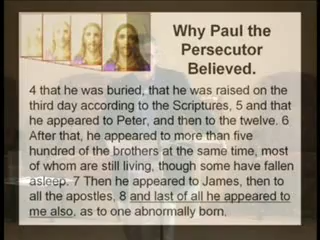 Why Paul the
Persecutor
Believed.
4 that he was buried, that he was raised on the
third day according to the Scriptures, 5 and that
he appeared to Peter, and then to the twelve. 6
After that, he appeared to more than five
hundred of the brothers at the same time, most
of whom are still living, though some have fallen
asleep. 7 Then he appeared to James, then to
all the apostles, 8 and last of all he appeared to
me also, as to one abnormally born.